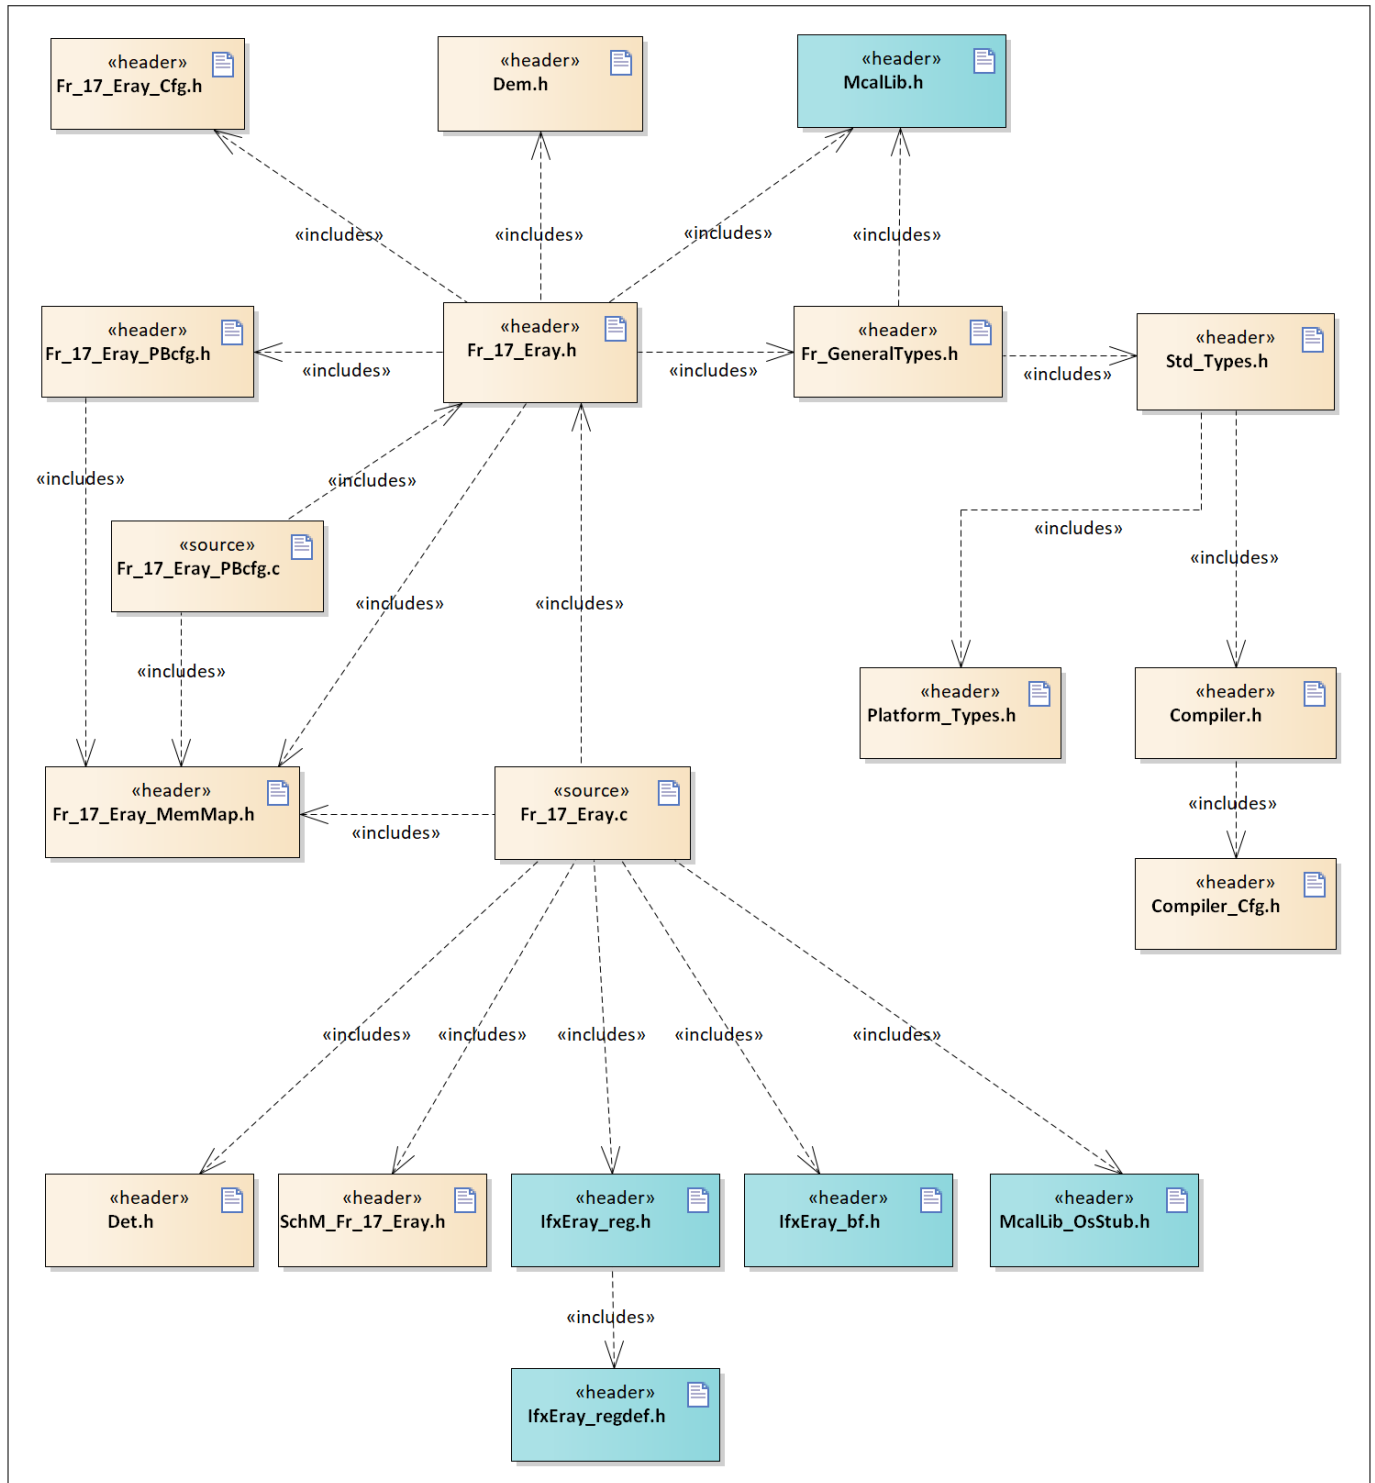 «header»
Fr_17_Eray_Cfg.h
«header»
Dem.h
«header»
McalLib.h
«includes»
«includes»
«includes»
«includes»
«header»
Fr_17_Eray_PBcfg.h
«header»
Fr_17_Eray.h
«header»
Fr_GeneralTypes.h
«header»
Std_Types.h
«includes»
«includes»
«includes»
«includes»
«includes»
«includes»
«includes»
«source»
Fr_17_Eray_PBcfg.c
«includes»
«includes»
«includes»
«includes»
«header»
Platform_Types.h
«header»
Compiler.h
«header»
Fr_17_Eray_MemMap.h
«source»
Fr_17_Eray.c
«includes»
«includes»
«header»
Compiler_Cfg.h
«includes»
«includes»
«includes»
«includes»
«includes»
«header»
Det.h
«header»
SchM_Fr_17_Eray.h
«header»
IfxEray_reg.h
«header»
IfxEray_bf.h
«header»
McalLib_OsStub.h
«includes»
«header»
IfxEray_regdef.h